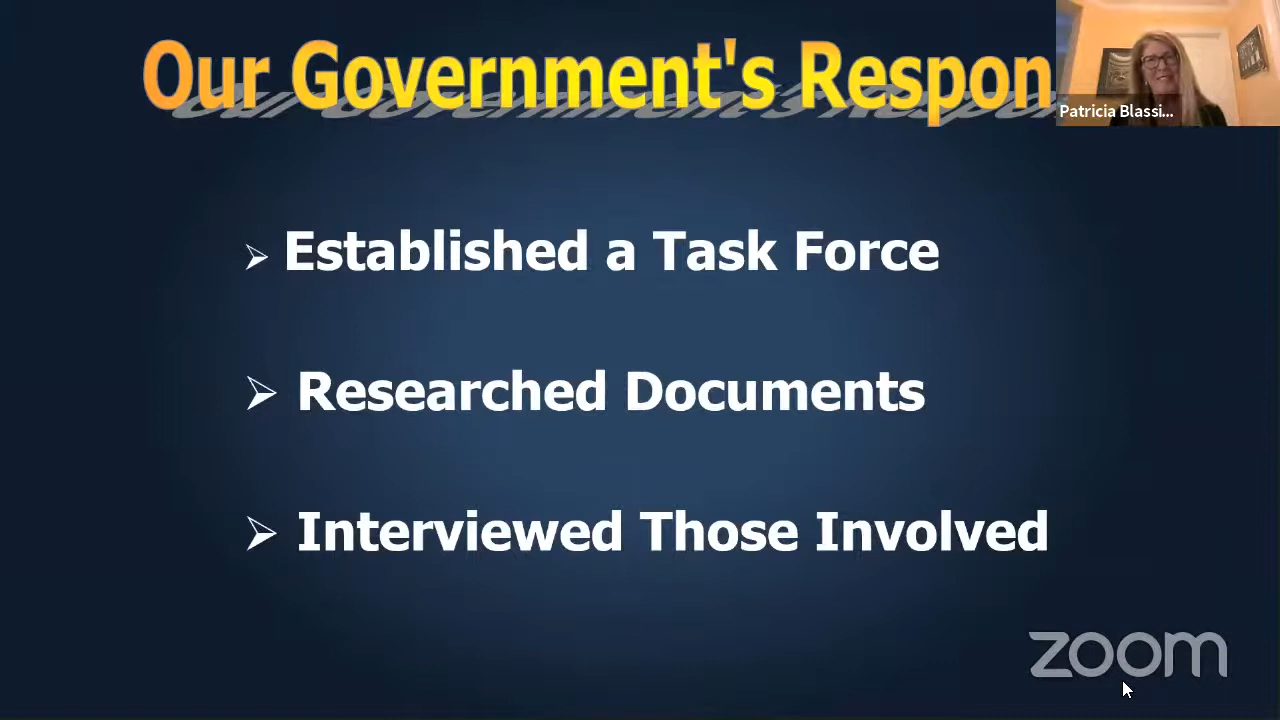 Our Government's Respon
Patricia Blassi...
Established a Task Force
Researched Documents
Interviewed Those Involved
zoom